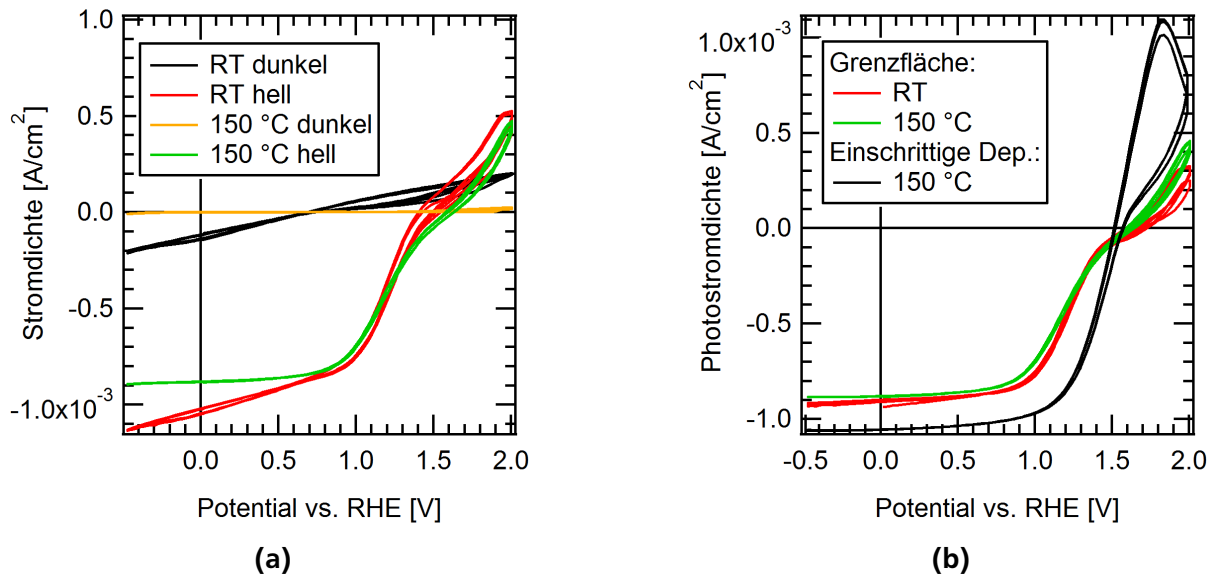 1.0
0.5
0.0
-0.5
-1.0x10-3
Stromdichte [A/cm2]
RT dunkel
RT hell
150 °C dunkel
150 °C hell
0.0 0.5 1.0 1.5 2.0
Potential vs. RHE [V]
(a)
1.0x10-3
0.5
0.0
-0.5
-1.0
Photostromdichte [A/cm2]
Grenzfläche:
RT
150 °C
Einschrittige Dep.:
150 °C
-0.5 0.0 0.5 1.0 1.5 2.0
Potential vs. RHE [V]
(b)